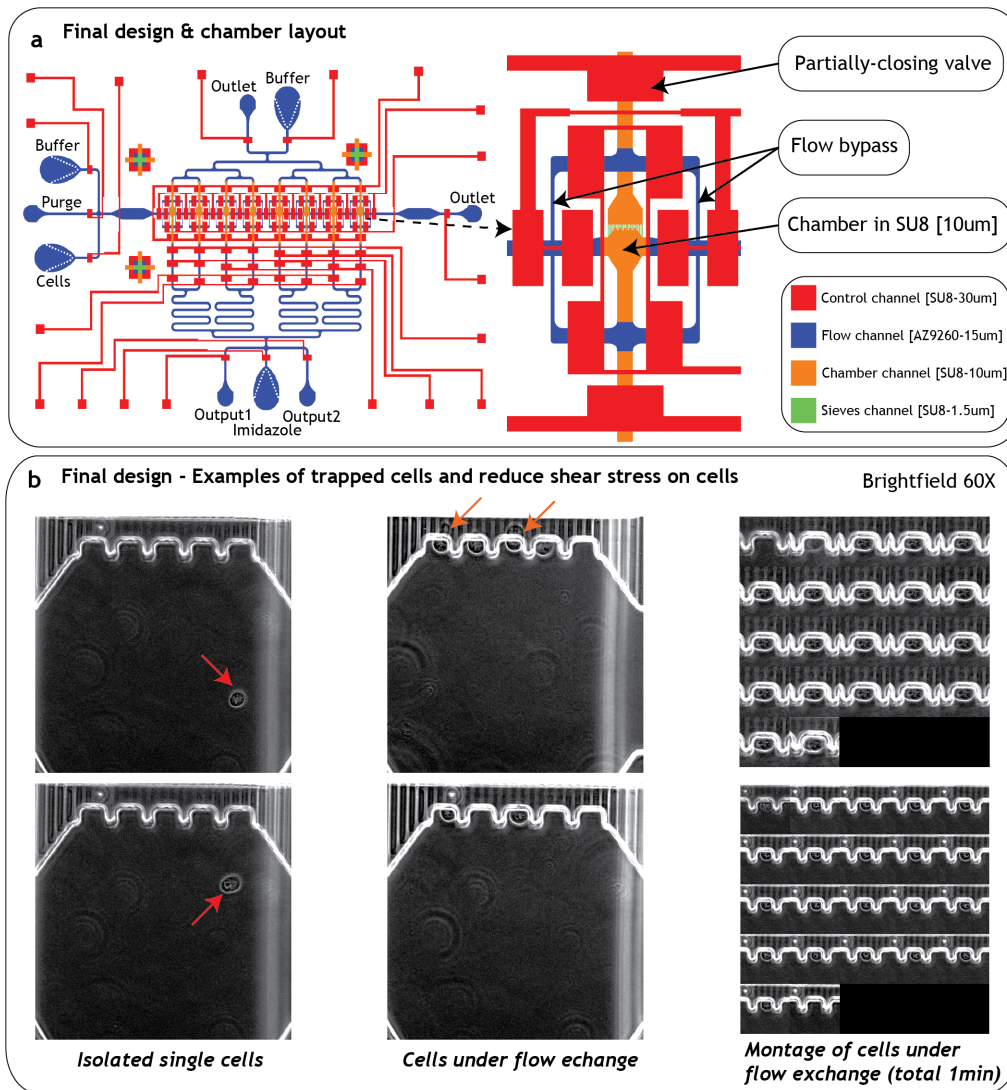 a Final design & chamber layout
Outlet
Buffer
Buffer
Purge
Cells
Outlet
Output1
Imidazole
Output2
Partially-closing valve
Flow bypass
Chamber in SU8 [10um]
Control channel [SU8-30um]
Flow channel [AZ9260-15um]
Chamber channel [SU8-10um]
Sieves channel [SU8-1.5um]
b Final design - Examples of trapped cells and reduce shear stress on cells
Brightfield 60X
Isolated single cells
Cells under flow echange
Montage of cells under
flow exchange (total 1min)